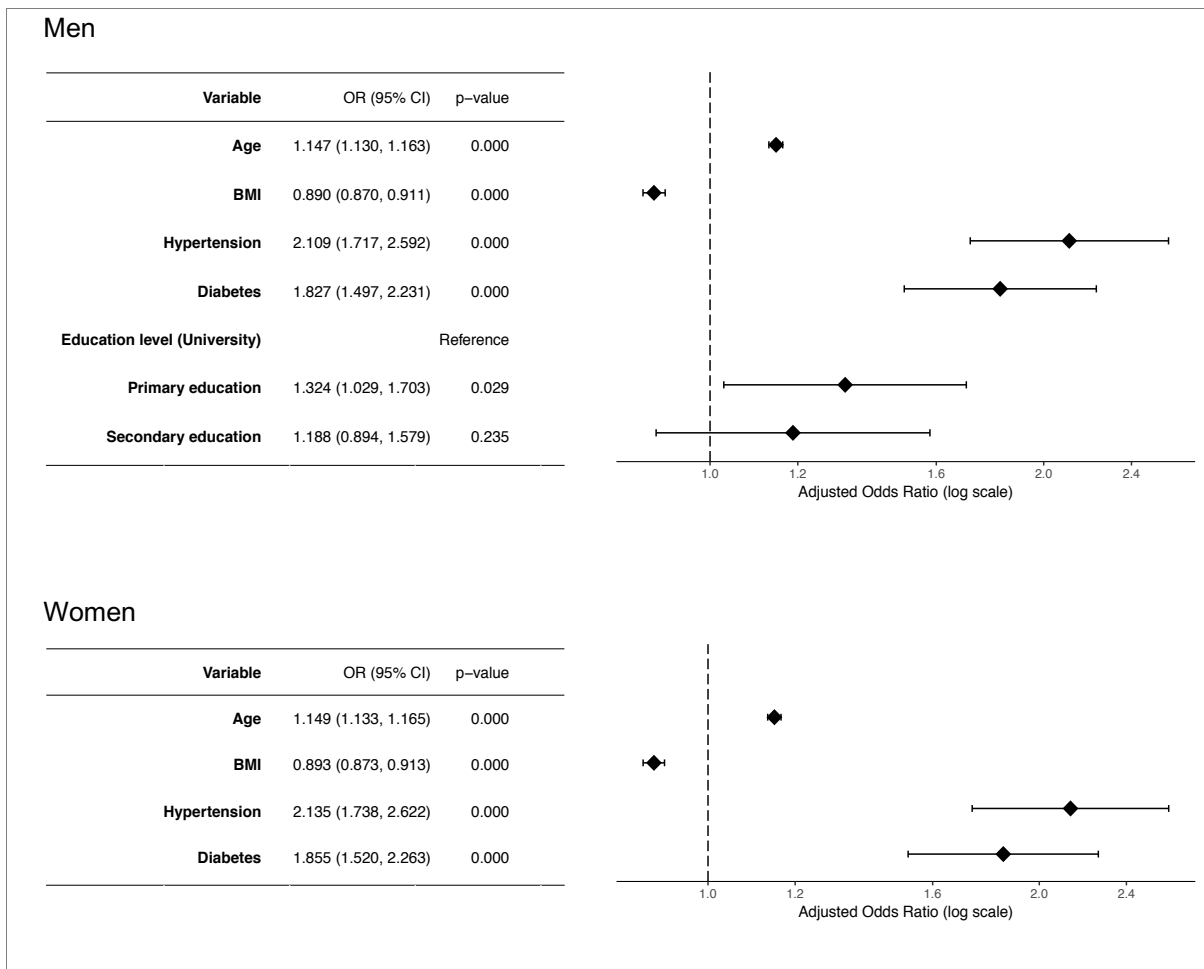 Men
Variable OR (95% CI) p−value
Age 1.147 (1.130, 1.163) 0.000
BMI 0.890 (0.870, 0.911) 0.000
Hypertension 2.109 (1.717, 2.592) 0.000
Diabetes 1.827 (1.497, 2.231) 0.000
Education level (University) Reference
Primary education 1.324 (1.029, 1.703) 0.029
Secondary education 1.188 (0.894, 1.579) 0.235
1.0 1.2 1.6 2.0 2.4
Adjusted Odds Ratio (log scale)
Women
Variable OR (95% CI) p−value
Age 1.149 (1.133, 1.165) 0.000
BMI 0.893 (0.873, 0.913) 0.000
Hypertension 2.135 (1.738, 2.622) 0.000
Diabetes 1.855 (1.520, 2.263) 0.000
1.0 1.2 1.6 2.0 2.4
Adjusted Odds Ratio (log scale)